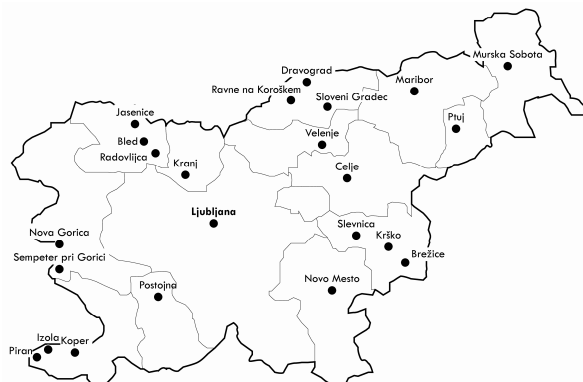 Murska Sobota
Dravograd
Maribor
Ravne na Koroškem
Sloveni Gradec
Jasenice
Ptuj
Velenje
Bled
Radovljica
Kranj
Celje
Ljubljana
Slevnica
Nova Gorica
Krško
Sempeter pri Gorici
Brežice
Novo Mesto
Postojna
Izola
Koper
Piran